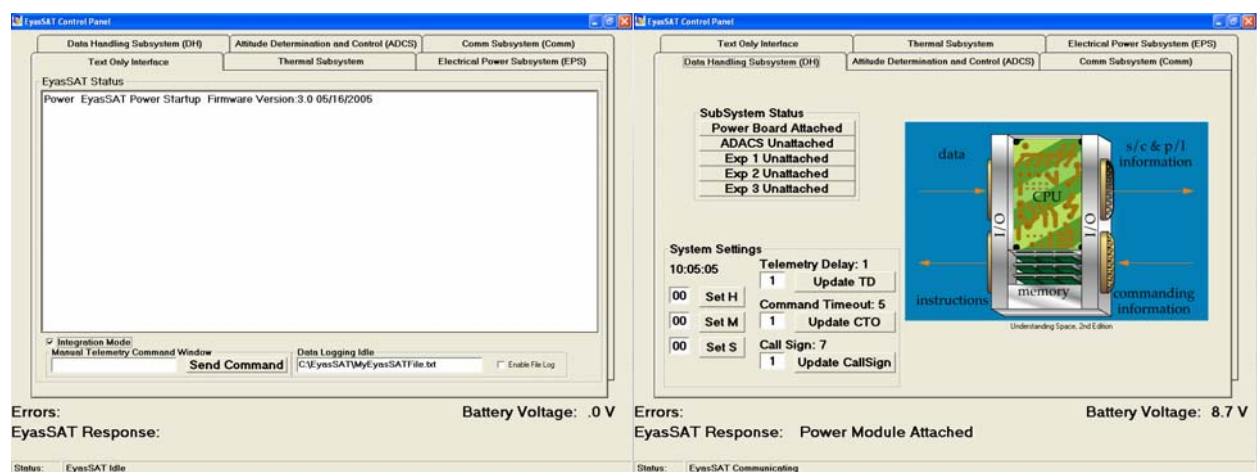 EyasSAT Control Panel
Data Handling Subsystem (DH) Attitude Determination and Control (ADCS) Comm Subsystem (Comm)
Text Only Interface Thermal Subsystem Electrical Power Subsystem (EPS)
EyasSAT Status
Power EyasSAT Power Startup Firmware Version:3.0 05/16/2005
Integration Mode
Manual Telemetry Command Window Data Logging Idle
Send Command C:\EyasSAT\MyEyasSATFile.txt Enable File Log
Errors: Battery Voltage: .0 V
EyasSAT Response:
Status: EyasSAT Idle
EyasSAT Control Panel
Text Only Interface Thermal Subsystem Electrical Power Subsystem (EPS)
Data Handling Subsystem (DH) Attitude Determination and Control (ADCS) Comm Subsystem (Comm)
SubSystem Status
Power Board Attached
ADACS Unattached
Exp 1 Unattached
Exp 2 Unattached
Exp 3 Unattached
System Settings
10:05:05
00 Set H
00 Set M
00 Set S
Telemetry Delay: 1
1 Update TD
Command Timeout: 5
1 Update CTO
Call Sign: 7
1 Update CallSign
data
s/c & p/l
information
CPU
I/O
I/O
memory
instructions
commanding
information
Understanding Space, 2nd Edition
Errors: Battery Voltage: 8.7 V
EyasSAT Response: Power Module Attached
Status: EyasSAT Communicating